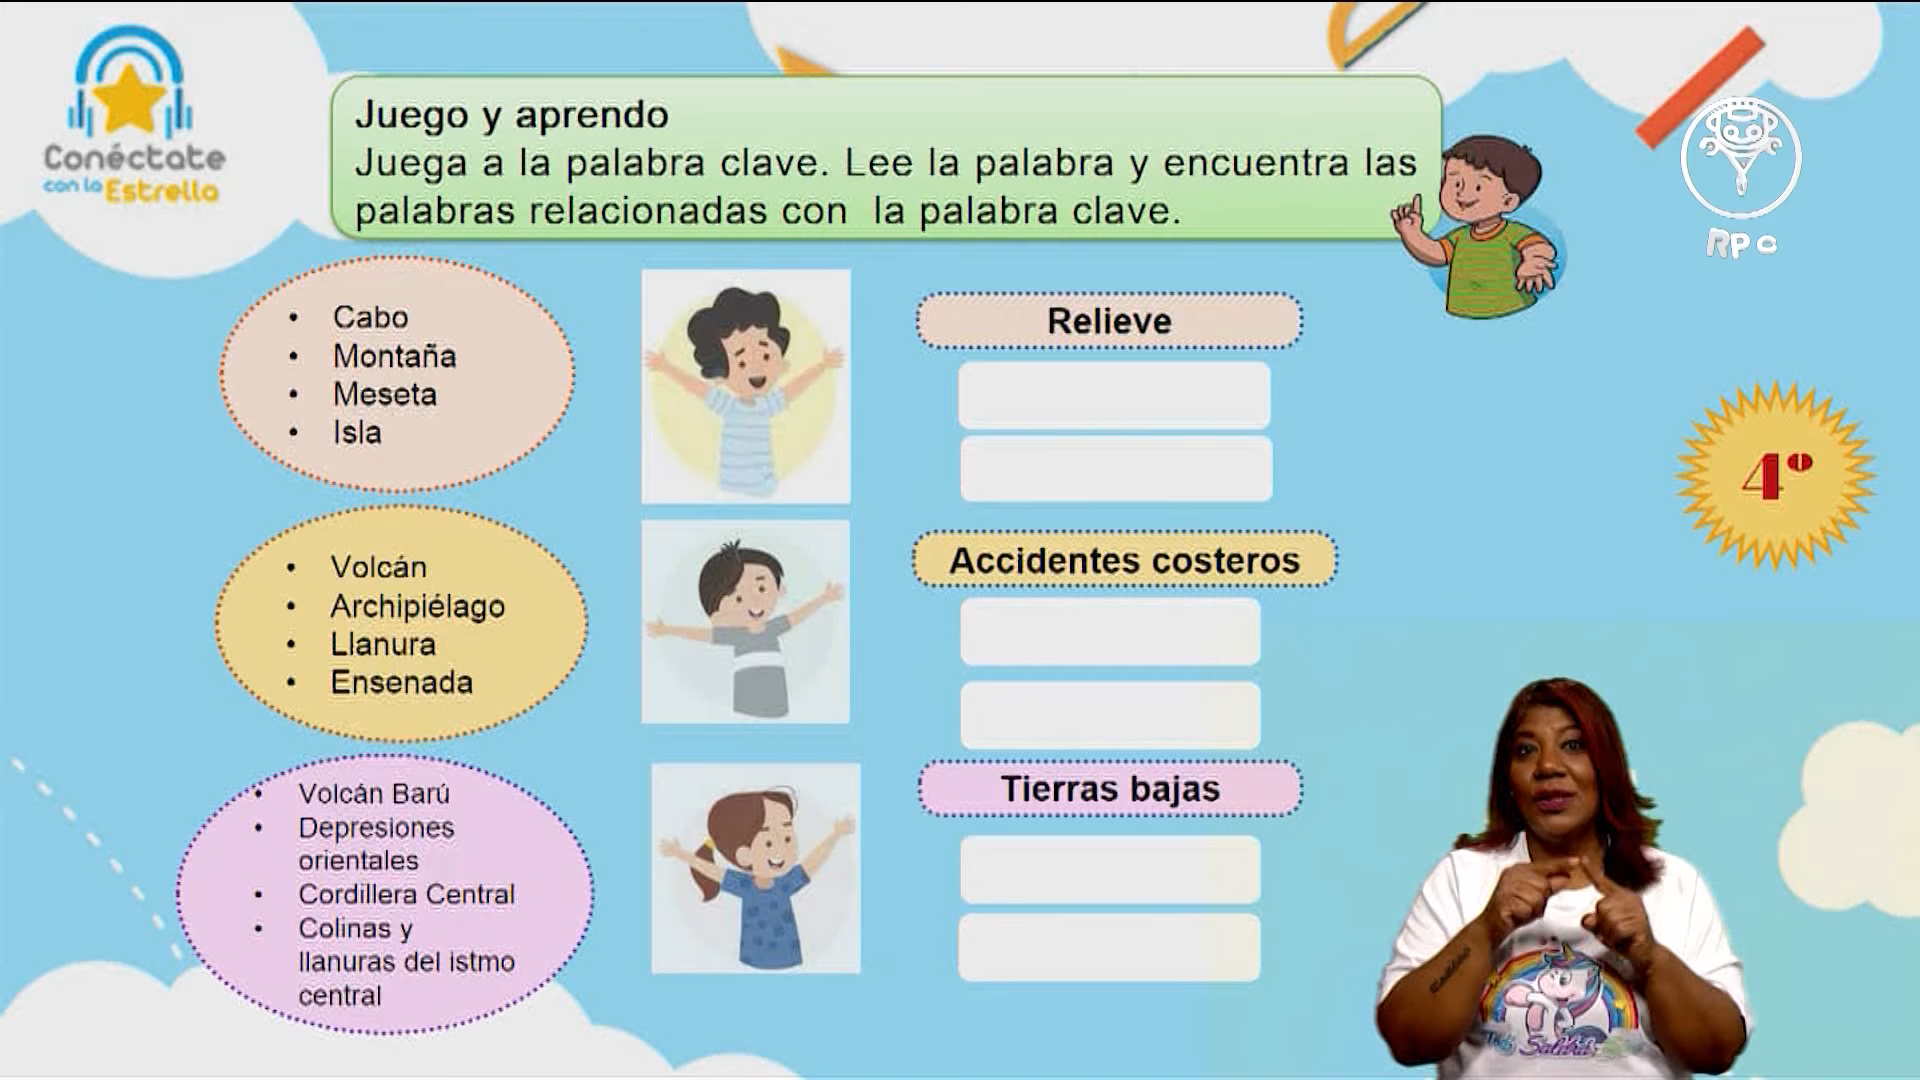 Conéctate
con la Estrella
Juego y aprendo
Juega a la palabra clave. Lee la palabra y encuentra las
palabras relacionadas con la palabra clave.
RPC
• Cabo
• Montaña
• Meseta
• Isla
Relieve
4º
• Volcán
• Archipiélago
• Llanura
• Ensenada
Accidentes costeros
• Volcán Barú
• Depresiones
orientales
• Cordillera Central
• Colinas y
llanuras del istmo
central
Tierras bajas